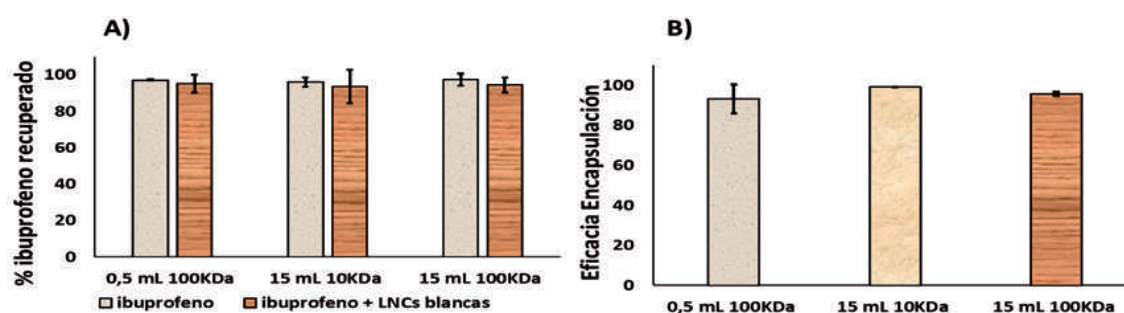 A)
% ibuprofeno recuperado
100
80
60
40
20
0
0,5 mL 100KDa 15 mL 10KDa 15 mL 100KDa
ibuprofeno ibuprofeno + LNCs blancas
B)
Eficacia Encapsulación
100
80
60
40
20
0
0,5 mL 100KDa 15 mL 10KDa 15 mL 100KDa